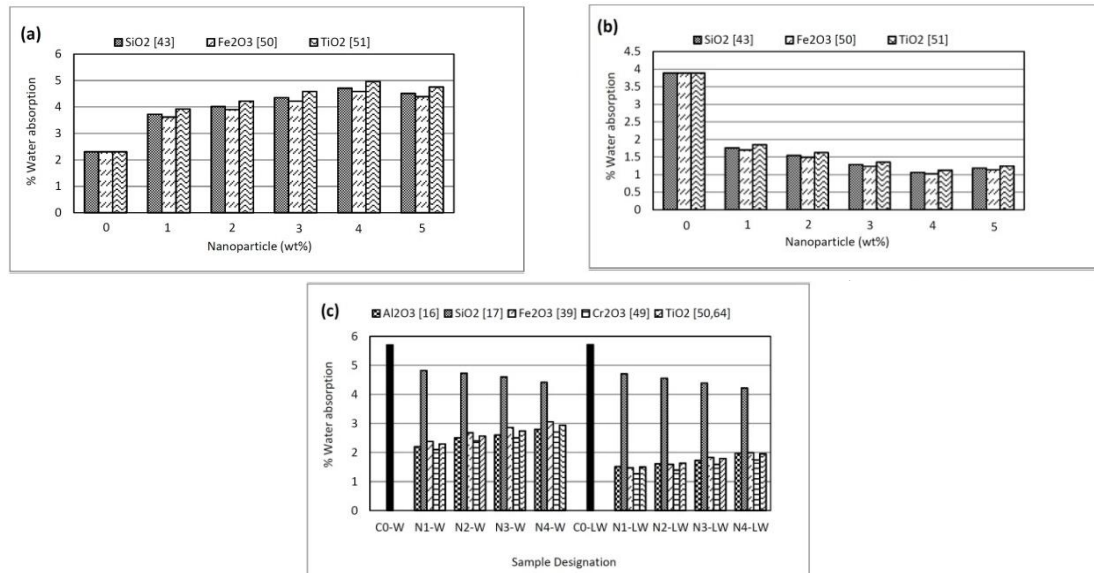 (a)
SiO2 [43] Fe2O3 [50] TiO2 [51]
6
5
4
3
2
1
0
% Water absorption
0 1 2 3 4 5
Nanoparticle (wt%)
(b)
SiO2 [43] Fe2O3 [50] TiO2 [51]
4.5
4
3.5
3
2.5
2
1.5
1
0.5
0
% Water absorption
0 1 2 3 4 5
Nanoparticle (wt%)
(c)
Al2O3 [16] SiO2 [17] Fe2O3 [39] Cr2O3 [49] TiO2 [50,64]
6
5
4
3
2
1
0
% Water absorption
C0-W N1-W N2-W N3-W N4-W C0-LW N1-LW N2-LW N3-LW N4-LW
Sample Designation